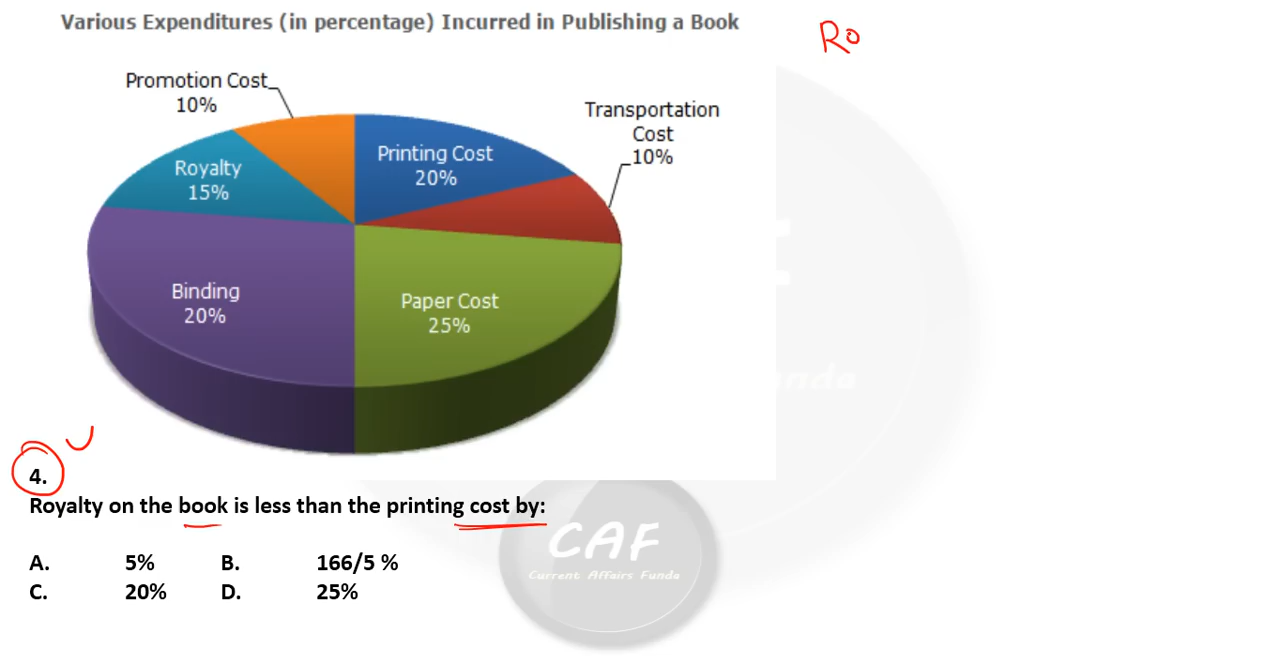 Various Expenditures (in percentage) Incurred in Publishing a Book
Ro
Promotion Cost
10%
Transportation
Cost
10%
Printing Cost
20%
Royalty
15%
Binding
20%
Paper Cost
25%
4.
Royalty on the book is less than the printing cost by:
A. 5% B. 166/5 %
C. 20% D. 25%
CAF
Current Affairs Funda